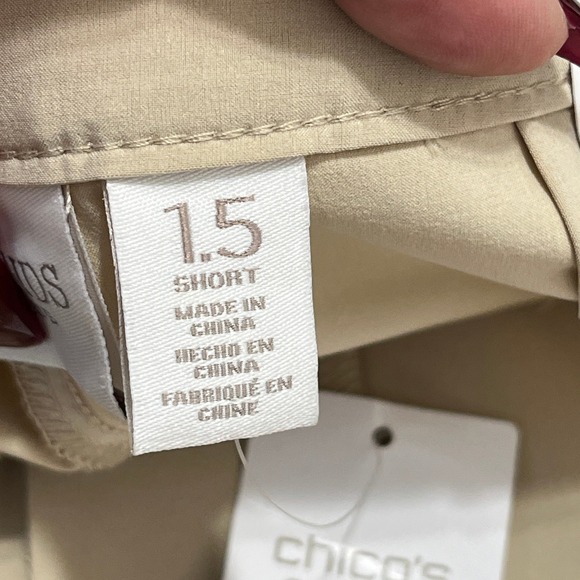 1.5
SHORT
MADE IN
CHINA
HECHO EN
CHINA
FABRIQUÉ EN
CHINE
chico's